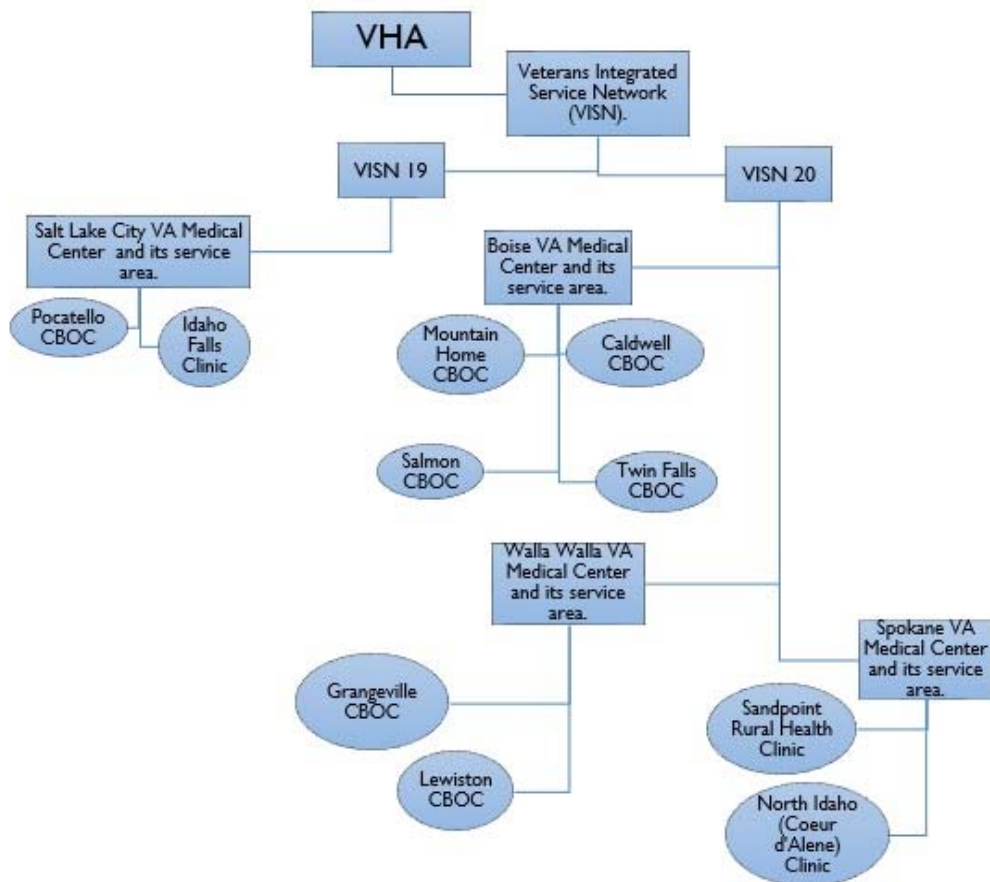 VHA
Veterans Integrated
Service Network
(VISN).
VISN 19
VISN 20
Salt Lake City VA Medical
Center and its service
area.
Pocatello
CBOC
Idaho
Falls
Clinic
Boise VA Medical
Center and its
service area.
Mountain
Home
CBOC
Caldwell
CBOC
Salmon
CBOC
Twin Falls
CBOC
Walla Walla VA
Medical Center
and its service
area.
Grangeville
CBOC
Lewiston
CBOC
Spokane VA
Medical Center
and its service
area.
Sandpoint
Rural Health
Clinic
North Idaho
(Coeur
d'Alene)
Clinic